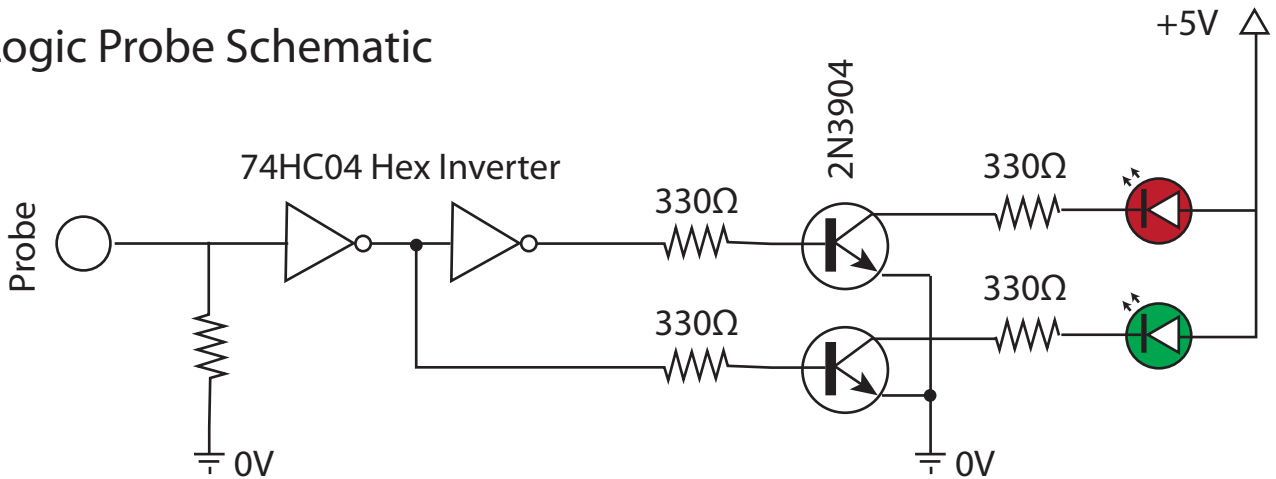 ogic Probe Schematic
+5V
2N3904
74HC04 Hex Inverter
330Ω
330Ω
Probe
330Ω
330Ω
0V
0V